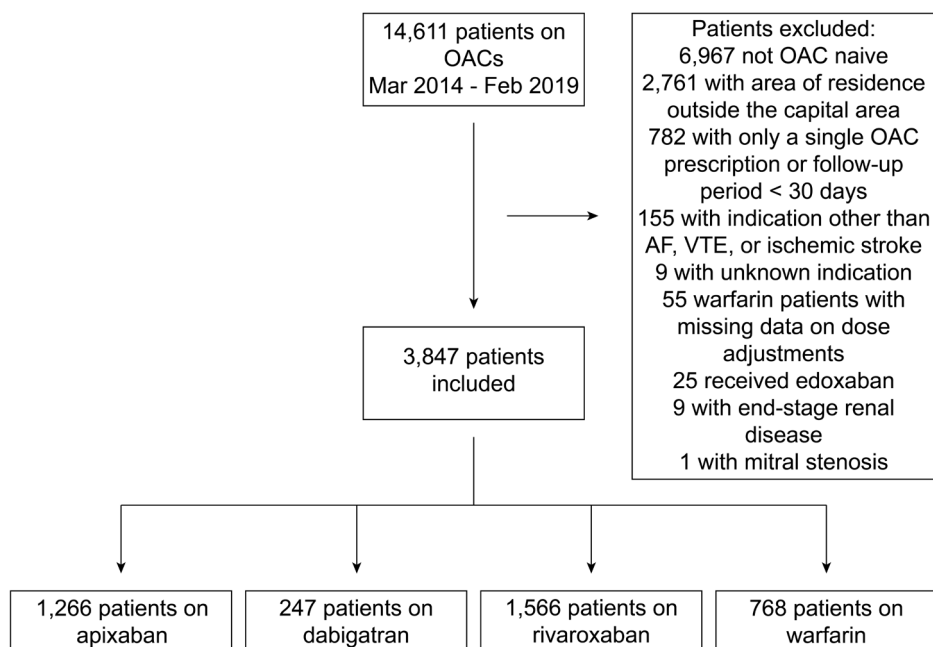 14,611 patients on
OACs
Mar 2014 - Feb 2019
Patients excluded:
6,967 not OAC naive
2,761 with area of residence
outside the capital area
782 with only a single OAC
prescription or follow-up
period < 30 days
155 with indication other than
AF, VTE, or ischemic stroke
9 with unknown indication
55 warfarin patients with
missing data on dose
adjustments
25 received edoxaban
9 with end-stage renal
disease
1 with mitral stenosis
3,847 patients
included
1,266 patients on
apixaban
247 patients on
dabigatran
1,566 patients on
rivaroxaban
768 patients on
warfarin